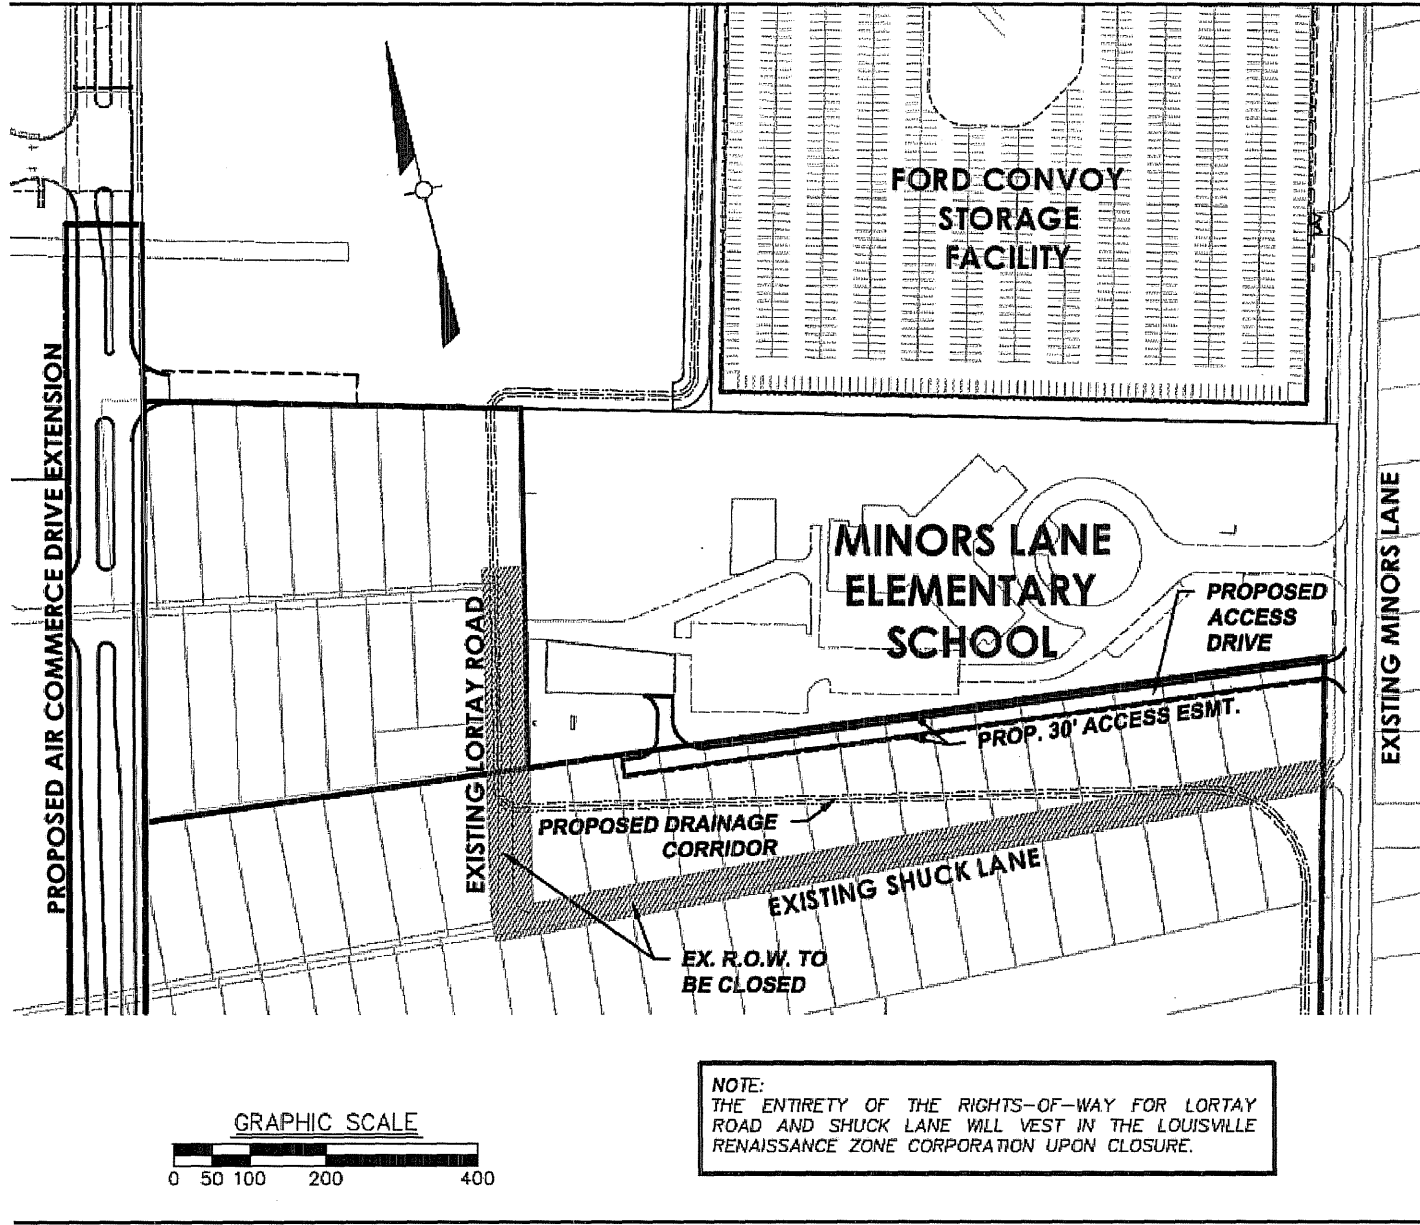 FORD CONVOY
STORAGE
FACILITY
PROPOSED AIR COMMERCE DRIVE EXTENSION
MINORS LANE
ELEMENTARY
SCHOOL
EXISTING MINORS LANE
PROPOSED
ACCESS
DRIVE
EXISTING LORTAY ROAD
PROP. 30' ACCESS ESMT.
PROPOSED DRAINAGE
CORRIDOR
EXISTING SHUCK LANE
EX. R.O.W. TO
BE CLOSED
GRAPHIC SCALE
0 50 100 200 400
NOTE:
THE ENTIRETY OF THE RIGHTS-OF-WAY FOR LORTAY
ROAD AND SHUCK LANE WILL VEST IN THE LOUISVILLE
RENAISSANCE ZONE CORPORATION UPON CLOSURE.